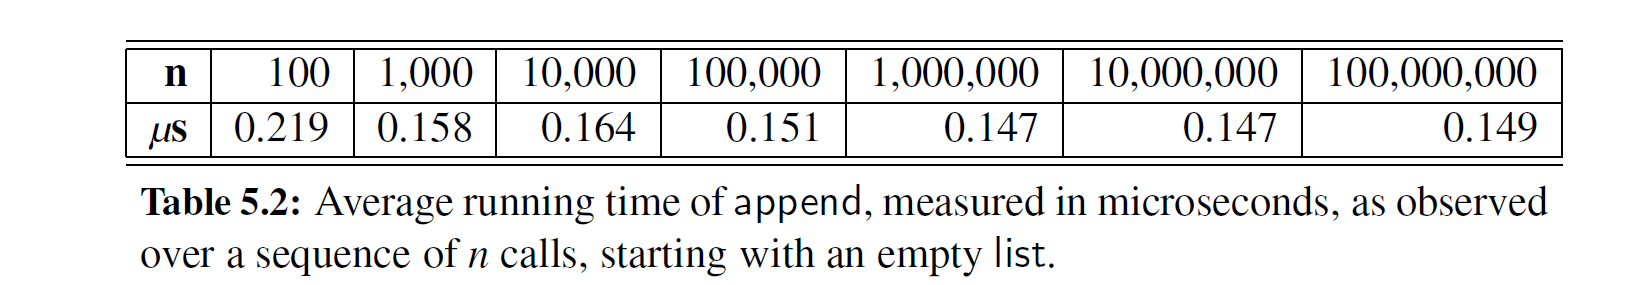 n 100 1,000 10,000 100,000 1,000,000 10,000,000 100,000,000
μs 0.219 0.158 0.164 0.151 0.147 0.147 0.149
Table 5.2: Average running time of append, measured in microseconds, as observed
over a sequence of n calls, starting with an empty list.